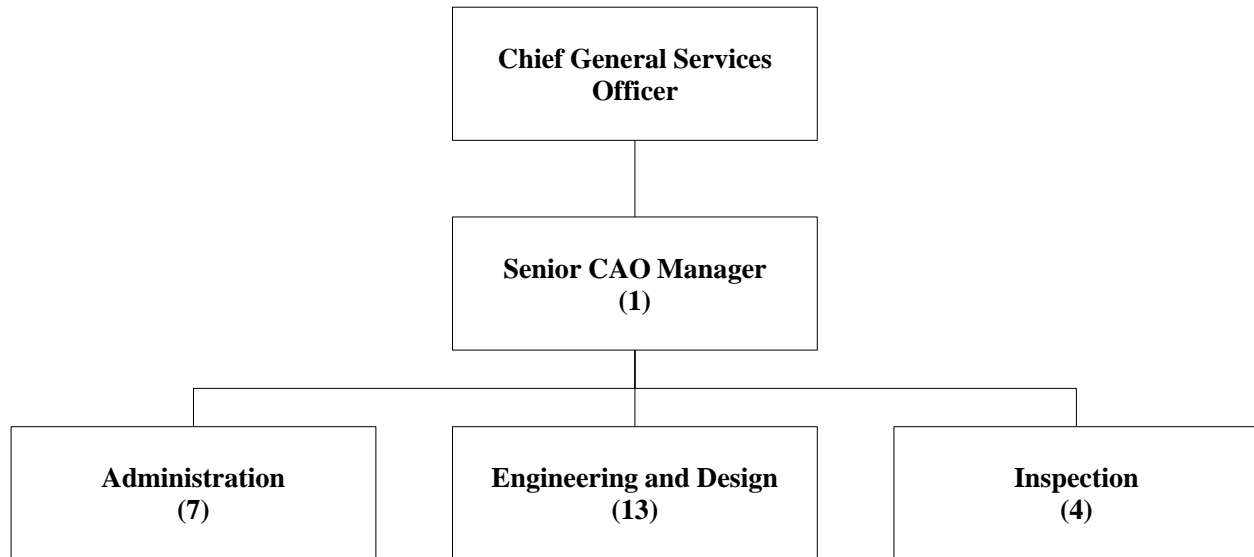 Chief General Services
Officer
Senior CAO Manager
(1)
Administration
(7)
Engineering and Design
(13)
Inspection
(4)